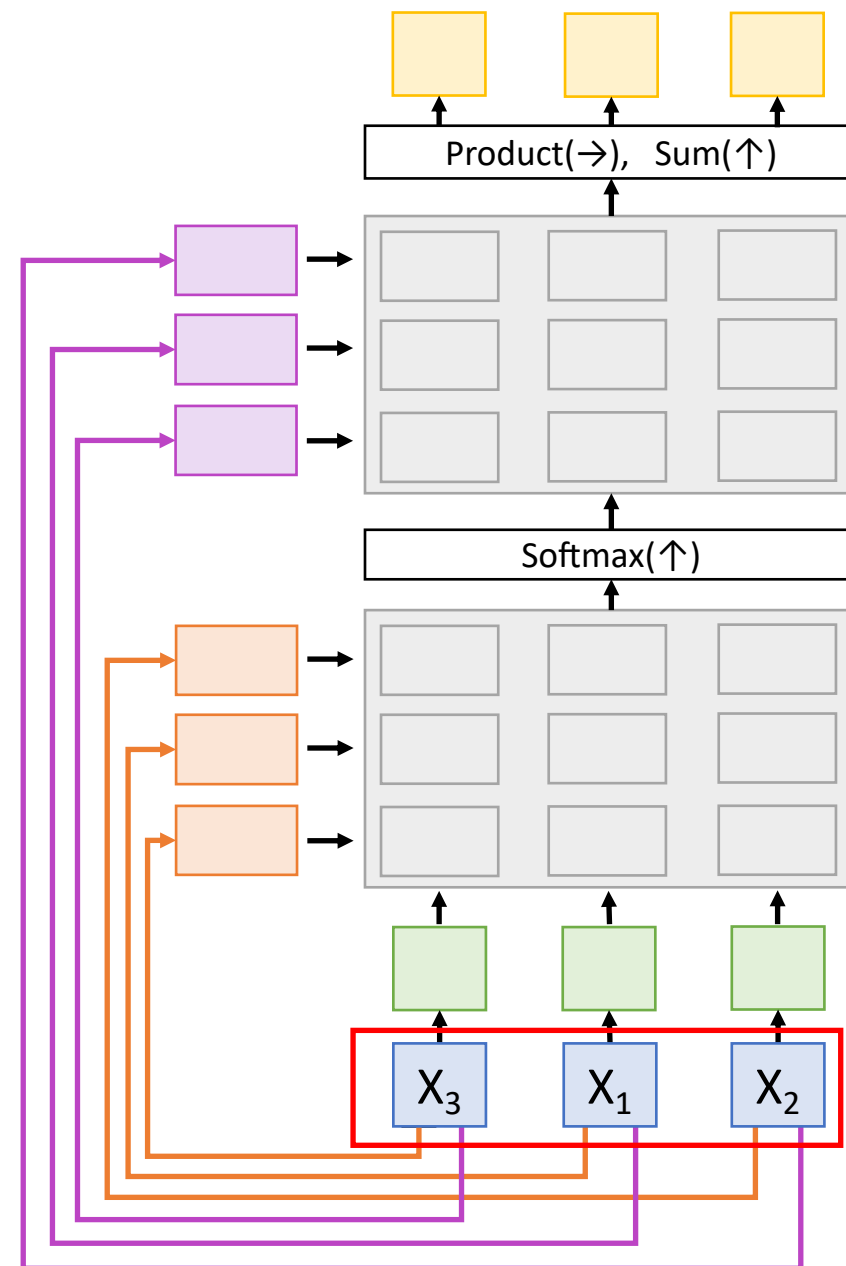 Product(→), Sum(↑)
Softmax(↑)
X₃ X₁ X₂